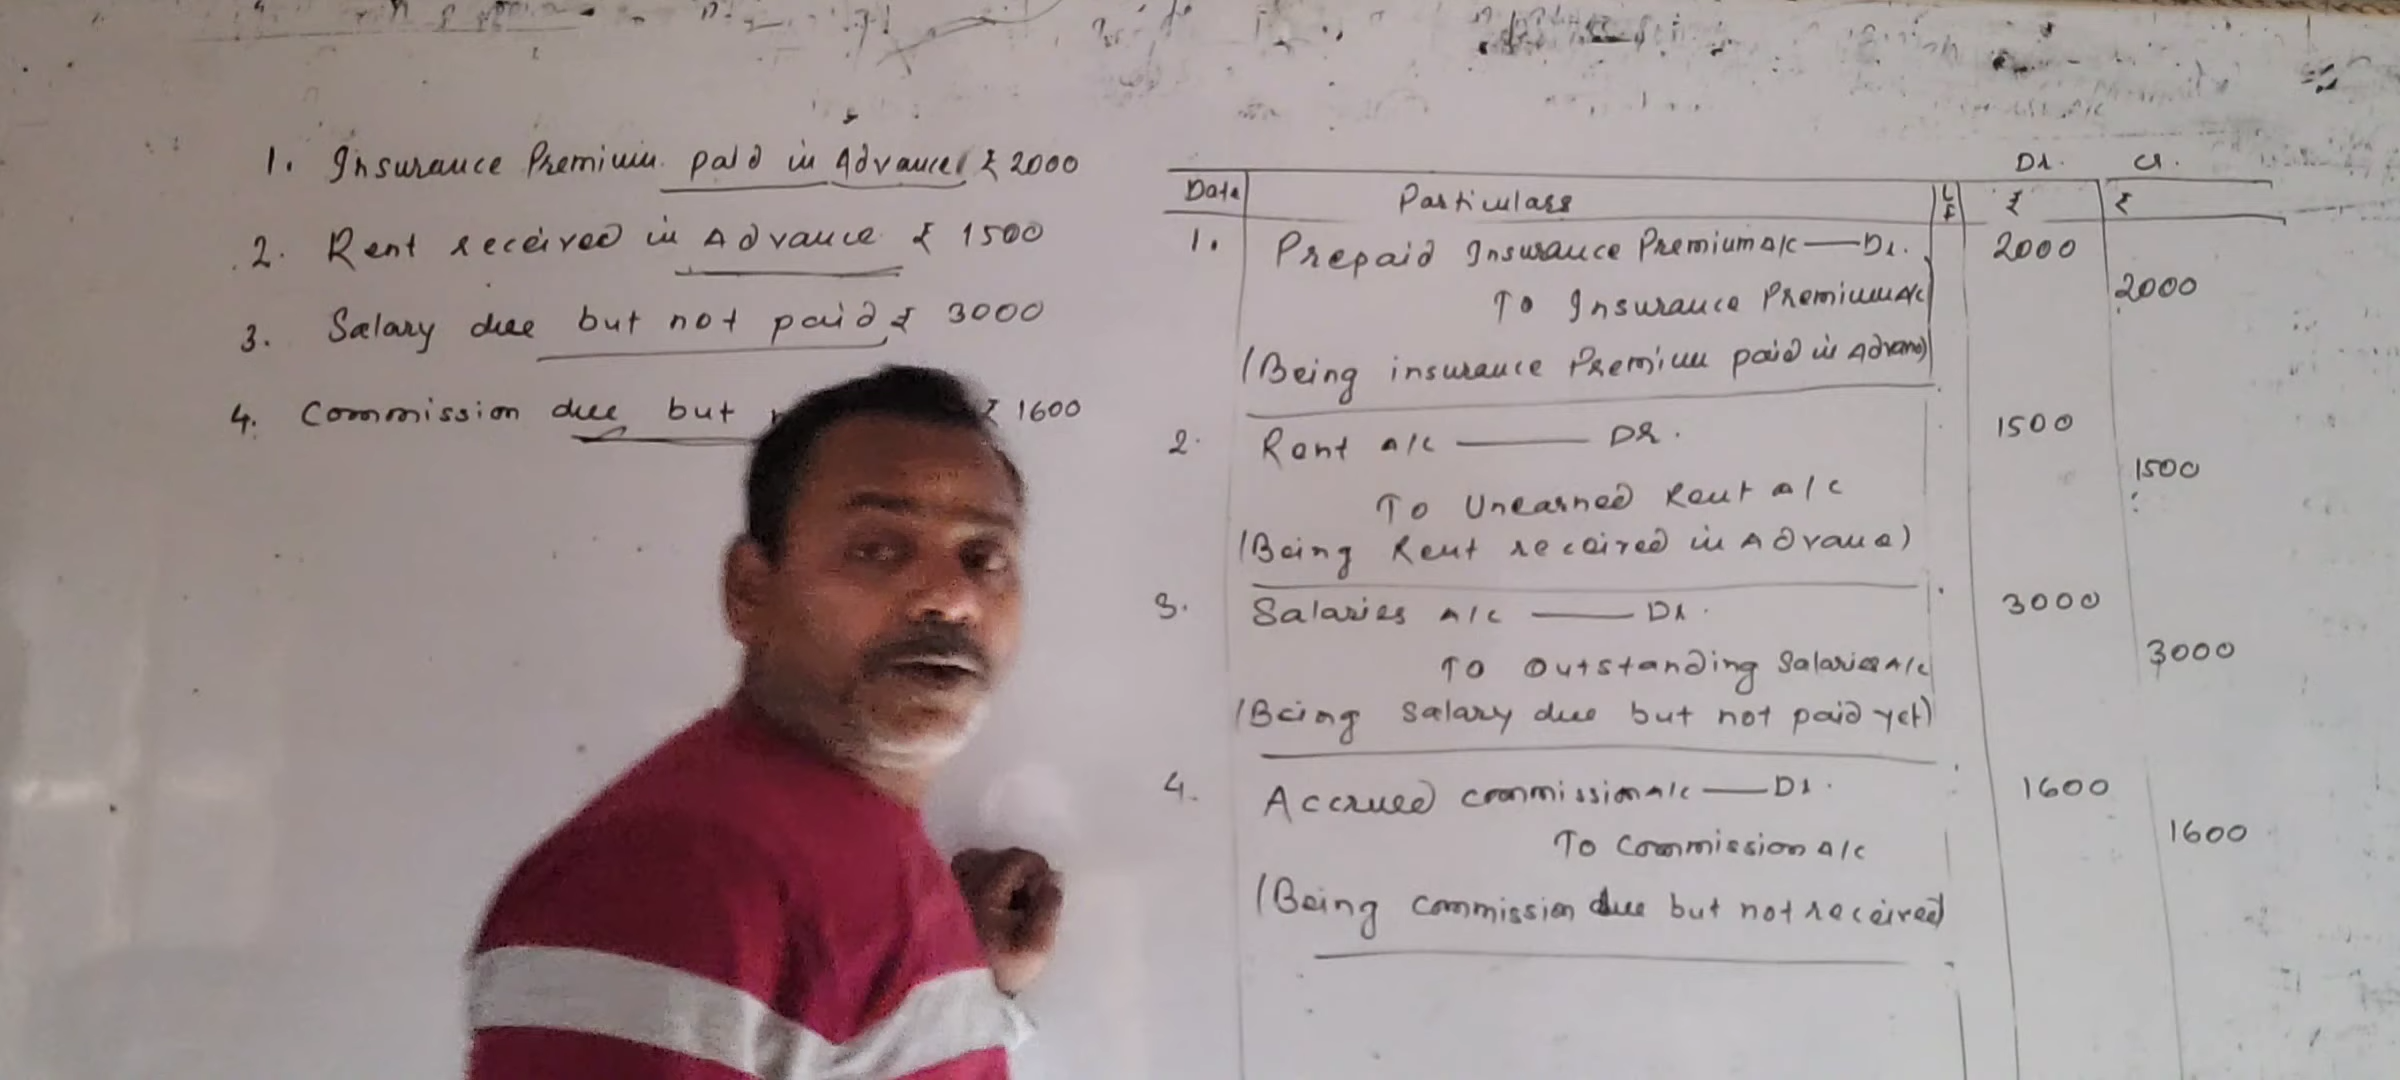 1. Insurance Premium paid in Advance ₹ 2000
2. Rent received in Advance ₹ 1500
3. Salary due but not paid ₹ 3000
4. Commission due but ₹ 1600
Dr. Cr.
Date Particulars LF ₹ ₹
1. Prepaid Insurance Premium A/c — Dr. 2000
To Insurance Premium A/c 2000
(Being insurance Premium paid in Advance)
2. Rent A/c — DR. 1500
To Unearned Rent A/c 1500
(Being Rent received in Advance)
3. Salaries A/c — Dr. 3000
To Outstanding Salaries A/c 3000
(Being Salary due but not paid yet)
4. Accrued commission A/c — Dr. 1600
To Commission A/c 1600
(Being commission due but not received)